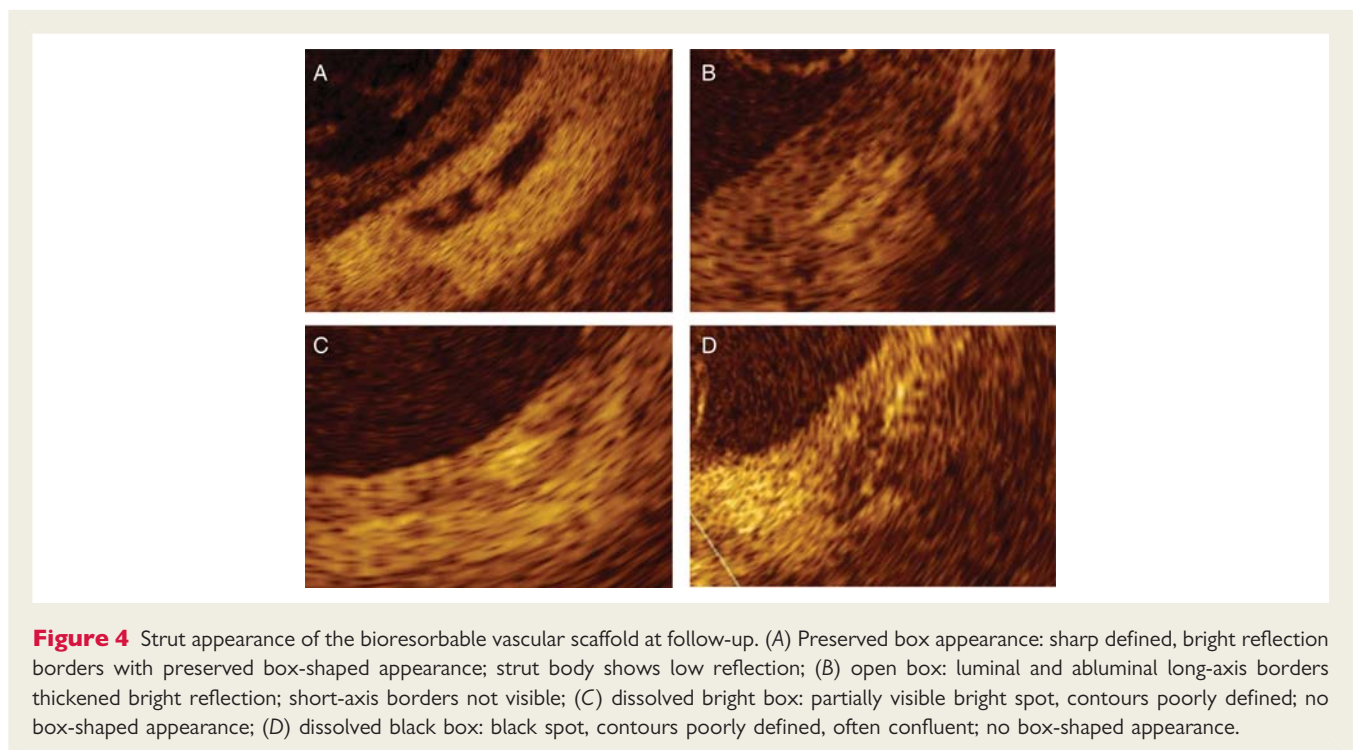 A
B
C
D
Figure 4 Strut appearance of the bioresorbable vascular scaffold at follow-up. (A) Preserved box appearance: sharp defined, bright reflection
borders with preserved box-shaped appearance; strut body shows low reflection; (B) open box: luminal and abluminal long-axis borders
thickened bright reflection; short-axis borders not visible; (C) dissolved bright box: partially visible bright spot, contours poorly defined; no
box-shaped appearance; (D) dissolved black box: black spot, contours poorly defined, often confluent; no box-shaped appearance.